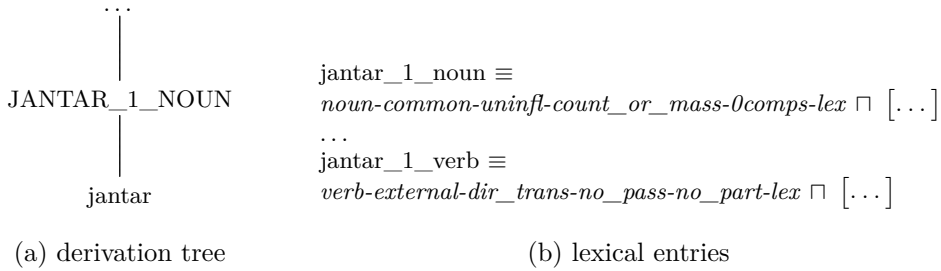 ...
JANTAR_1_NOUN
jantar
(a) derivation tree
jantar_1_noun ≡
noun-common-uninfl-count_or_mass-0comps-lex ⊓ [...]
...
jantar_1_verb ≡
verb-external-dir_trans-no_pass-no_part-lex ⊓ [...]
(b) lexical entries